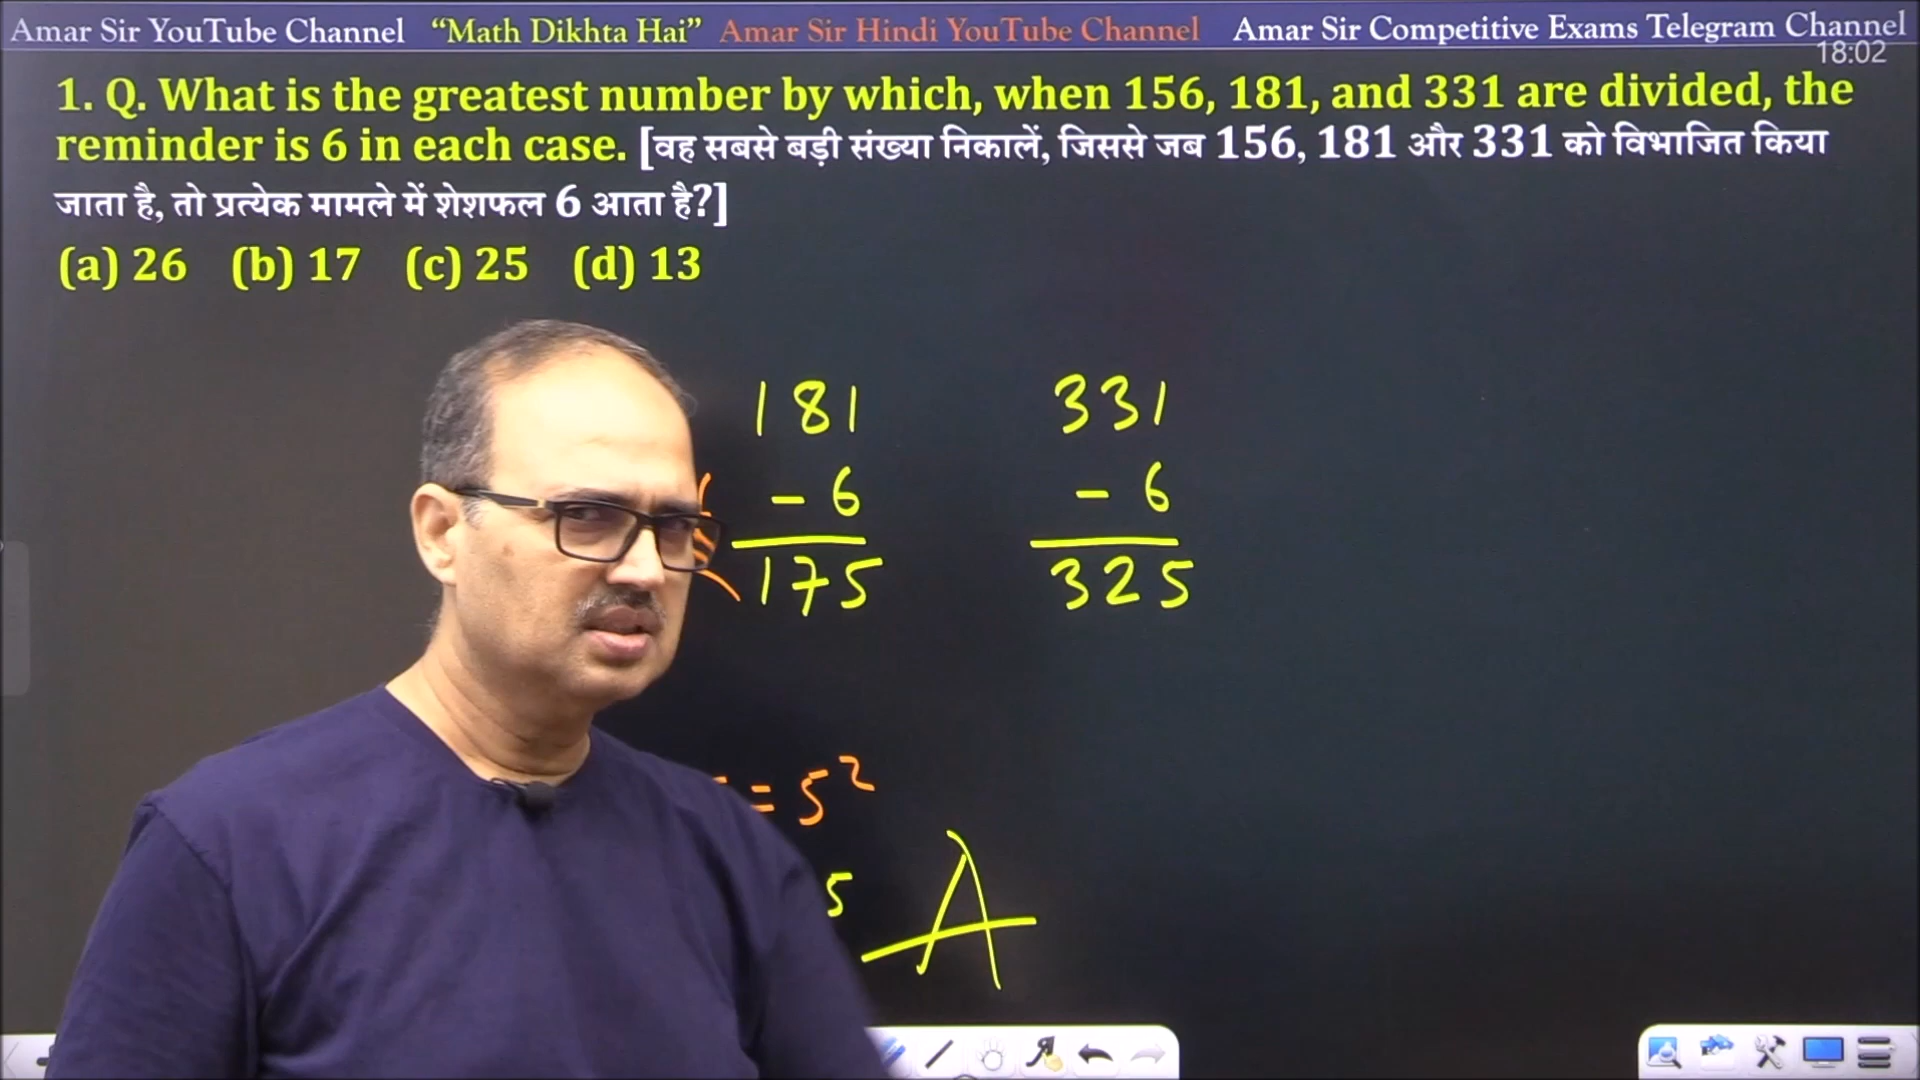 Amar Sir YouTube Channel “Math Dikhta Hai” Amar Sir Hindi YouTube Channel Amar Sir Competitive Exams Telegram Channel
18:02
1. Q. What is the greatest number by which, when 156, 181, and 331 are divided, the
reminder is 6 in each case. [वह सबसे बड़ी संख्या निकालें, जिससे जब 156, 181 और 331 को विभाजित किया
जाता है, तो प्रत्येक मामले में शेशफल 6 आता है?]
(a) 26 (b) 17 (c) 25 (d) 13
181 331
- 6 - 6
175 325
= 5²
5 A